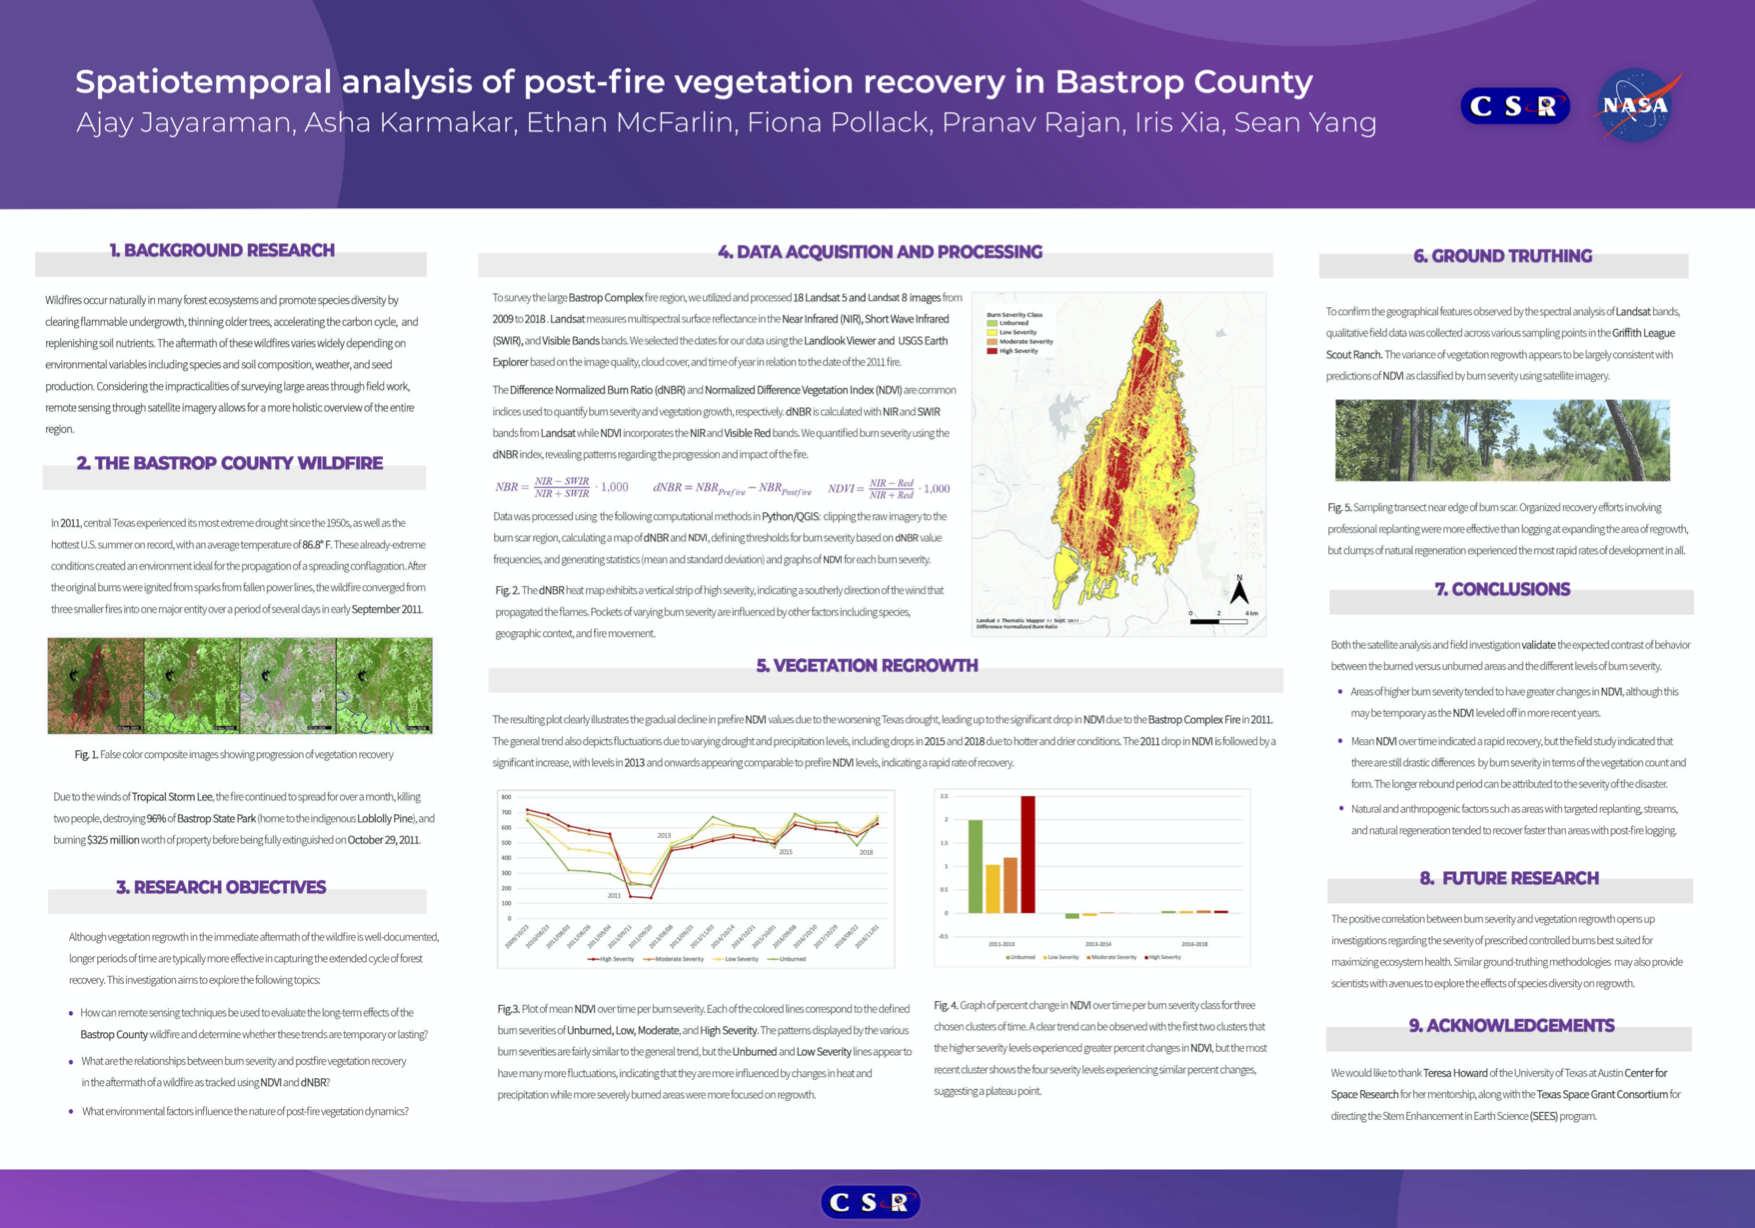 Spatiotemporal analysis of post-fire vegetation recovery in Bastrop County
Ajay Jayaraman, Asha Karmakar, Ethan McFarlin, Fiona Pollack, Pranav Rajan, Iris Xia, Sean Yang
CSR
NASA
1. BACKGROUND RESEARCH
Wildfires occur naturally in many forest ecosystems and promote species diversity by
clearing flammable undergrowth, thinning older trees, accelerating the carbon cycle, and
replenishing soil nutrients. The aftermath of these wildfires varies widely depending on
environmental variables including species and soil composition, weather, and seed
production. Considering the impracticalities of surveying large areas through field work,
remote sensing through satellite imagery allows for a more holistic overview of the entire
region.
2. THE BASTROP COUNTY WILDFIRE
In 2011, central Texas experienced its most extreme drought since the 1950s, as well as the
hottest U.S. summer on record, with an average temperature of 86.8° F. These already-extreme
conditions created an environment ideal for the propagation of a spreading conflagration. After
the original burns were ignited from sparks from fallen power lines, the wildfire converged from
three smaller fires into one major entity over a period of several days in early September 2011.
Fig. 1. False color composite images showing progression of vegetation recovery
Due to the winds of Tropical Storm Lee, the fire continued to spread for over a month, killing
two people, destroying 96% of Bastrop State Park (home to the indigenous Loblolly Pine), and
burning $325 million worth of property before being fully extinguished on October 29, 2011.
3. RESEARCH OBJECTIVES
Although vegetation regrowth in the immediate aftermath of the wildfire is well-documented,
longer periods of time are typically more effective in capturing the extended cycle of forest
recovery. This investigation aims to explore the following topics:
• How can remote sensing techniques be used to evaluate the long-term effects of the
Bastrop County wildfire and determine whether these trends are temporary or lasting?
• What are the relationships between burn severity and postfire vegetation recovery
in the aftermath of a wildfire as tracked using NDVI and dNBR?
• What environmental factors influence the nature of post-fire vegetation dynamics?
4. DATA ACQUISITION AND PROCESSING
To survey the large Bastrop Complex fire region, we utilized and processed 18 Landsat 5 and Landsat 8 images from
2009 to 2018. Landsat measures multispectral surface reflectance in the Near Infrared (NIR), Short Wave Infrared
(SWIR), and Visible Bands bands. We selected the dates for our data using the Landlook Viewer and USGS Earth
Explorer based on the image quality, cloud cover, and time of year in relation to the date of the 2011 fire.
The Difference Normalized Burn Ratio (dNBR) and Normalized Difference Vegetation Index (NDVI) are common
indices used to quantify burn severity and vegetation growth, respectively. dNBR is calculated with NIR and SWIR
bands from Landsat while NDVI incorporates the NIR and Visible Red bands. We quantified burn severity using the
dNBR index, revealing patterns regarding the progression and impact of the fire.
NBR = NIR − SWIR / NIR + SWIR · 1,000 dNBR = NBR Prefire − NBR Postfire NDVI = NIR − Red / NIR + Red · 1,000
Data was processed using the following computational methods in Python/QGIS: clipping the raw imagery to the
burn scar region, calculating a map of dNBR and NDVI, defining thresholds for burn severity based on dNBR value
frequencies, and generating statistics (mean and standard deviation) and graphs of NDVI for each burn severity.
Fig. 2. The dNBR heat map exhibits a vertical strip of high severity, indicating a southerly direction of the wind that
propagated the flames. Pockets of varying burn severity are influenced by other factors including species,
geographic context, and fire movement.
Burn Severity Class
Unburned
Low Severity
Moderate Severity
High Severity
N
0 2 4 km
Landsat 5 Thematic Mapper 11 Sept 2011 -
Difference Normalized Burn Ratio
5. VEGETATION REGROWTH
The resulting plot clearly illustrates the gradual decline in prefire NDVI values due to the worsening Texas drought, leading up to the significant drop in NDVI due to the Bastrop Complex Fire in 2011.
The general trend also depicts fluctuations due to varying drought and precipitation levels, including drops in 2015 and 2018 due to hotter and drier conditions. The 2011 drop in NDVI is followed by a
significant increase, with levels in 2013 and onwards appearing comparable to prefire NDVI levels, indicating a rapid rate of recovery.
800
700
600
500
400
300
200
100
0
2011
2013
2015
2018
2009/10/23 2010/08/23 2011/08/03 2011/08/26 2011/09/04 2011/09/11 2011/09/20 2013/08/08 2013/09/25 2013/11/03 2014/10/14 2014/10/21 2015/10/01 2016/09/08 2016/10/10 2017/10/29 2018/08/22 2018/11/01
High Severity Moderate Severity Low Severity Unburned
Fig.3. Plot of mean NDVI over time per burn severity. Each of the colored lines correspond to the defined
burn severities of Unburned, Low, Moderate, and High Severity. The patterns displayed by the various
burn severities are fairly similar to the general trend, but the Unburned and Low Severity lines appear to
have many more fluctuations, indicating that they are more influenced by changes in heat and
precipitation while more severely burned areas were more focused on regrowth.
2.5
2
1.5
1
0.5
0
-0.5
2011-2013 2013-2014 2016-2018
Unburned Low Severity Moderate Severity High Severity
Fig. 4. Graph of percent change in NDVI over time per burn severity class for three
chosen clusters of time. A clear trend can be observed with the first two clusters that
the higher severity levels experienced greater percent changes in NDVI, but the most
recent cluster shows the four severity levels experiencing similar percent changes,
suggesting a plateau point.
6. GROUND TRUTHING
To confirm the geographical features observed by the spectral analysis of Landsat bands,
qualitative field data was collected across various sampling points in the Griffith League
Scout Ranch. The variance of vegetation regrowth appears to be largely consistent with
predictions of NDVI as classified by burn severity using satellite imagery.
Fig. 5. Sampling transect near edge of burn scar. Organized recovery efforts involving
professional replanting were more effective than logging at expanding the area of regrowth,
but clumps of natural regeneration experienced the most rapid rates of development in all.
7. CONCLUSIONS
Both the satellite analysis and field investigation validate the expected contrast of behavior
between the burned versus unburned areas and the different levels of burn severity.
• Areas of higher burn severity tended to have greater changes in NDVI, although this
may be temporary as the NDVI leveled off in more recent years.
• Mean NDVI over time indicated a rapid recovery, but the field study indicated that
there are still drastic differences by burn severity in terms of the vegetation count and
form. The longer rebound period can be attributed to the severity of the disaster.
• Natural and anthropogenic factors such as areas with targeted replanting, streams,
and natural regeneration tended to recover faster than areas with post-fire logging.
8. FUTURE RESEARCH
The positive correlation between burn severity and vegetation regrowth opens up
investigations regarding the severity of prescribed controlled burns best suited for
maximizing ecosystem health. Similar ground-truthing methodologies may also provide
scientists with avenues to explore the effects of species diversity on regrowth.
9. ACKNOWLEDGEMENTS
We would like to thank Teresa Howard of the University of Texas at Austin Center for
Space Research for her mentorship, along with the Texas Space Grant Consortium for
directing the Stem Enhancement in Earth Science (SEES) program.
CSR